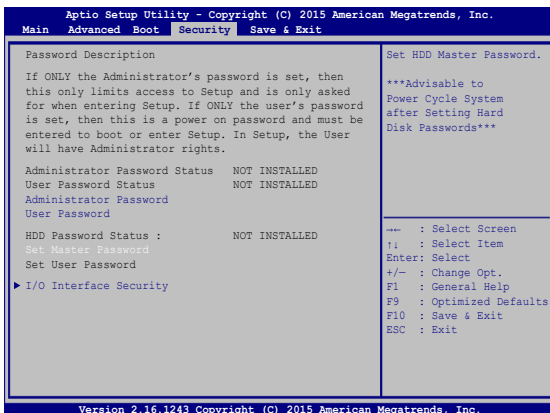 Aptio Setup Utility - Copyright (C) 2015 American Megatrends, Inc.
Main Advanced Boot Security Save & Exit
Password Description
If ONLY the Administrator's password is set, then
this only limits access to Setup and is only asked
for when entering Setup. If ONLY the user's password
is set, then this is a power on password and must be
entered to boot or enter Setup. In Setup, the User
will have Administrator rights.
Administrator Password Status NOT INSTALLED
User Password Status NOT INSTALLED
Administrator Password
User Password
HDD Password Status : NOT INSTALLED
Set Master Password
Set User Password
▶ I/O Interface Security
Set HDD Master Password.
***Advisable to
Power Cycle System
after Setting Hard
Disk Passwords***
→← : Select Screen
↑↓ : Select Item
Enter: Select
+/— : Change Opt.
F1 : General Help
F9 : Optimized Defaults
F10 : Save & Exit
ESC : Exit
Version 2.16.1243 Copyright (C) 2015 American Megatrends, Inc.